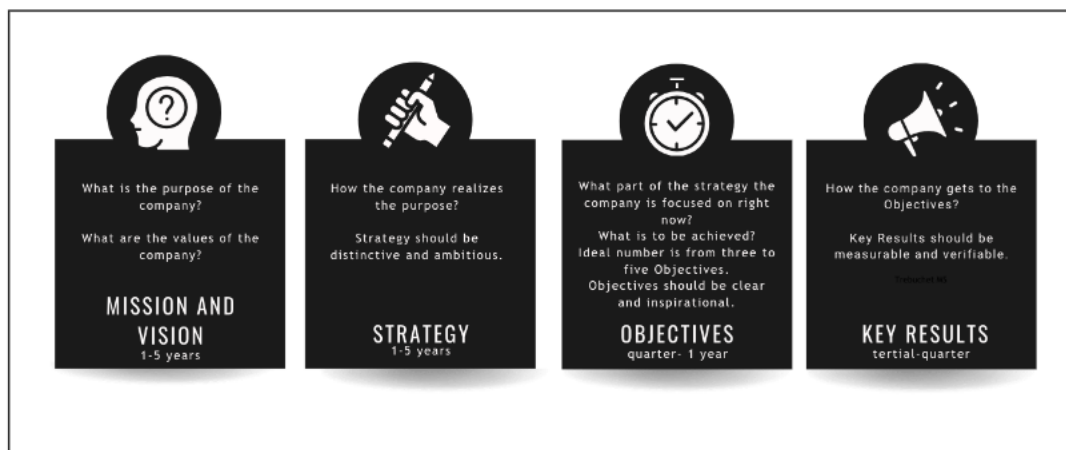 What is the purpose of the
company?
What are the values of the
company?
MISSION AND
VISION
1-5 years
How the company realizes
the purpose?
Strategy should be
distinctive and ambitious.
STRATEGY
1-5 years
What part of the strategy the
company is focused on right
now?
What is to be achieved?
Ideal number is from three to
five Objectives.
Objectives should be clear
and inspirational.
OBJECTIVES
quarter- 1 year
How the company gets to the
Objectives?
Key Results should be
measurable and verifiable.
KEY RESULTS
tertial-quarter